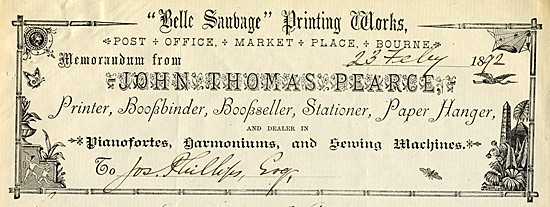 "Belle Sauvage" Printing Works,
POST OFFICE, MARKET PLACE, BOURNE,
Memorandum from 23 Feby 1892
JOHN THOMAS PEARCE,
Printer, Bookbinder, Bookseller, Stationer, Paper Hanger,
AND DEALER IN
Pianofortes, Harmoniums, and Sewing Machines.
To Jos. Phillips, Esq,